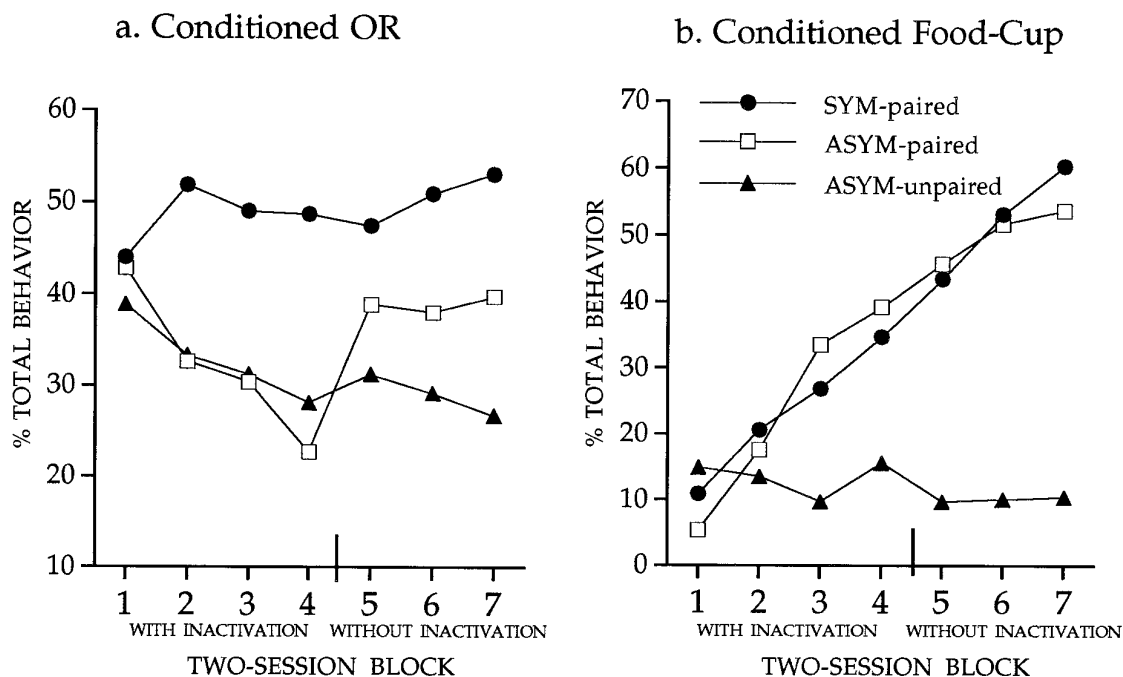 a. Conditioned OR
60
50
40
30
20
10
% TOTAL BEHAVIOR
1 2 3 4 5 6 7
WITH INACTIVATION WITHOUT INACTIVATION
TWO-SESSION BLOCK
b. Conditioned Food-Cup
70
60
50
40
30
20
10
0
% TOTAL BEHAVIOR
SYM-paired
ASYM-paired
ASYM-unpaired
1 2 3 4 5 6 7
WITH INACTIVATION WITHOUT INACTIVATION
TWO-SESSION BLOCK